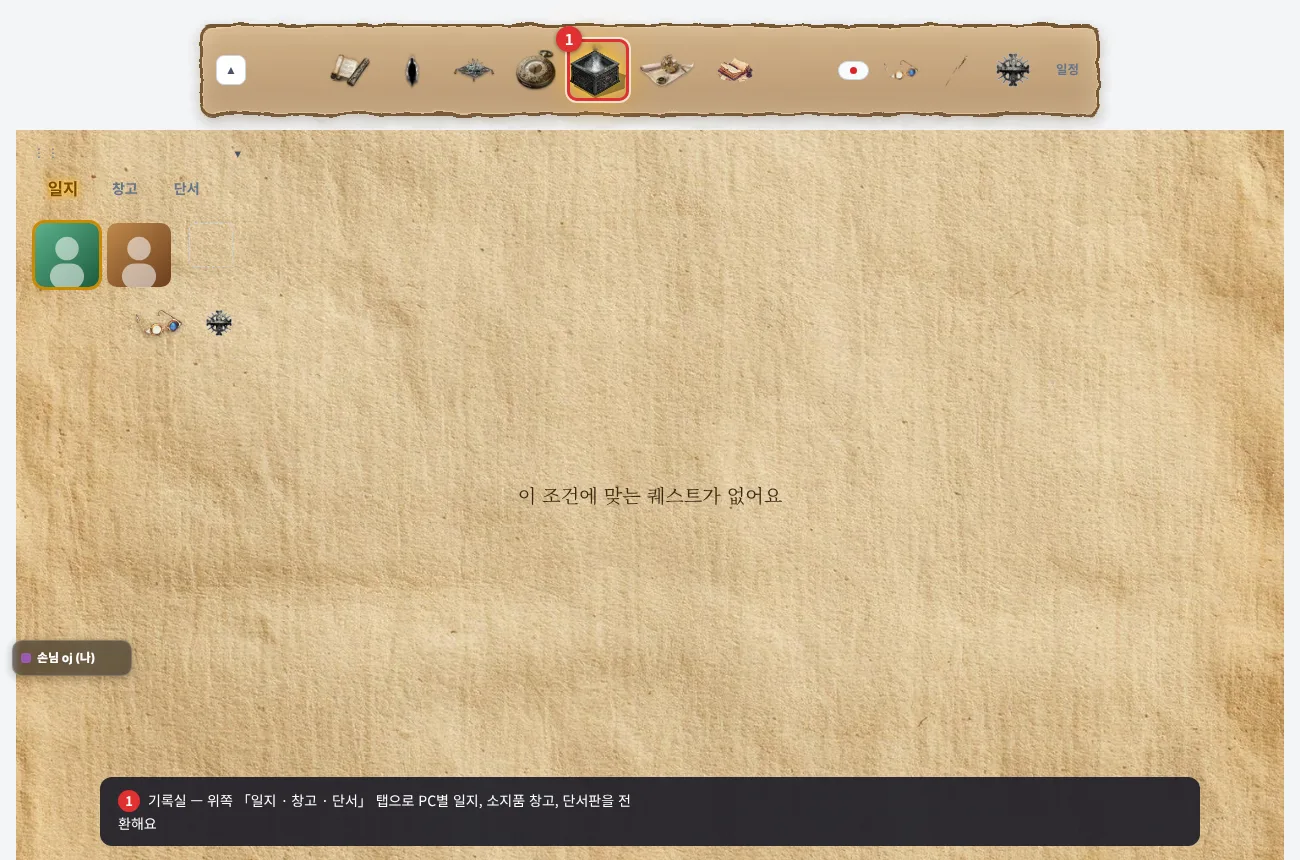 1
▲
일정
▼
일지 창고 단서
이 조건에 맞는 퀘스트가 없어요
손님 oj (나)
1 기록실 — 위쪽 「일지 · 창고 · 단서」 탭으로 PC별 일지, 소지품 창고, 단서판을 전
환해요